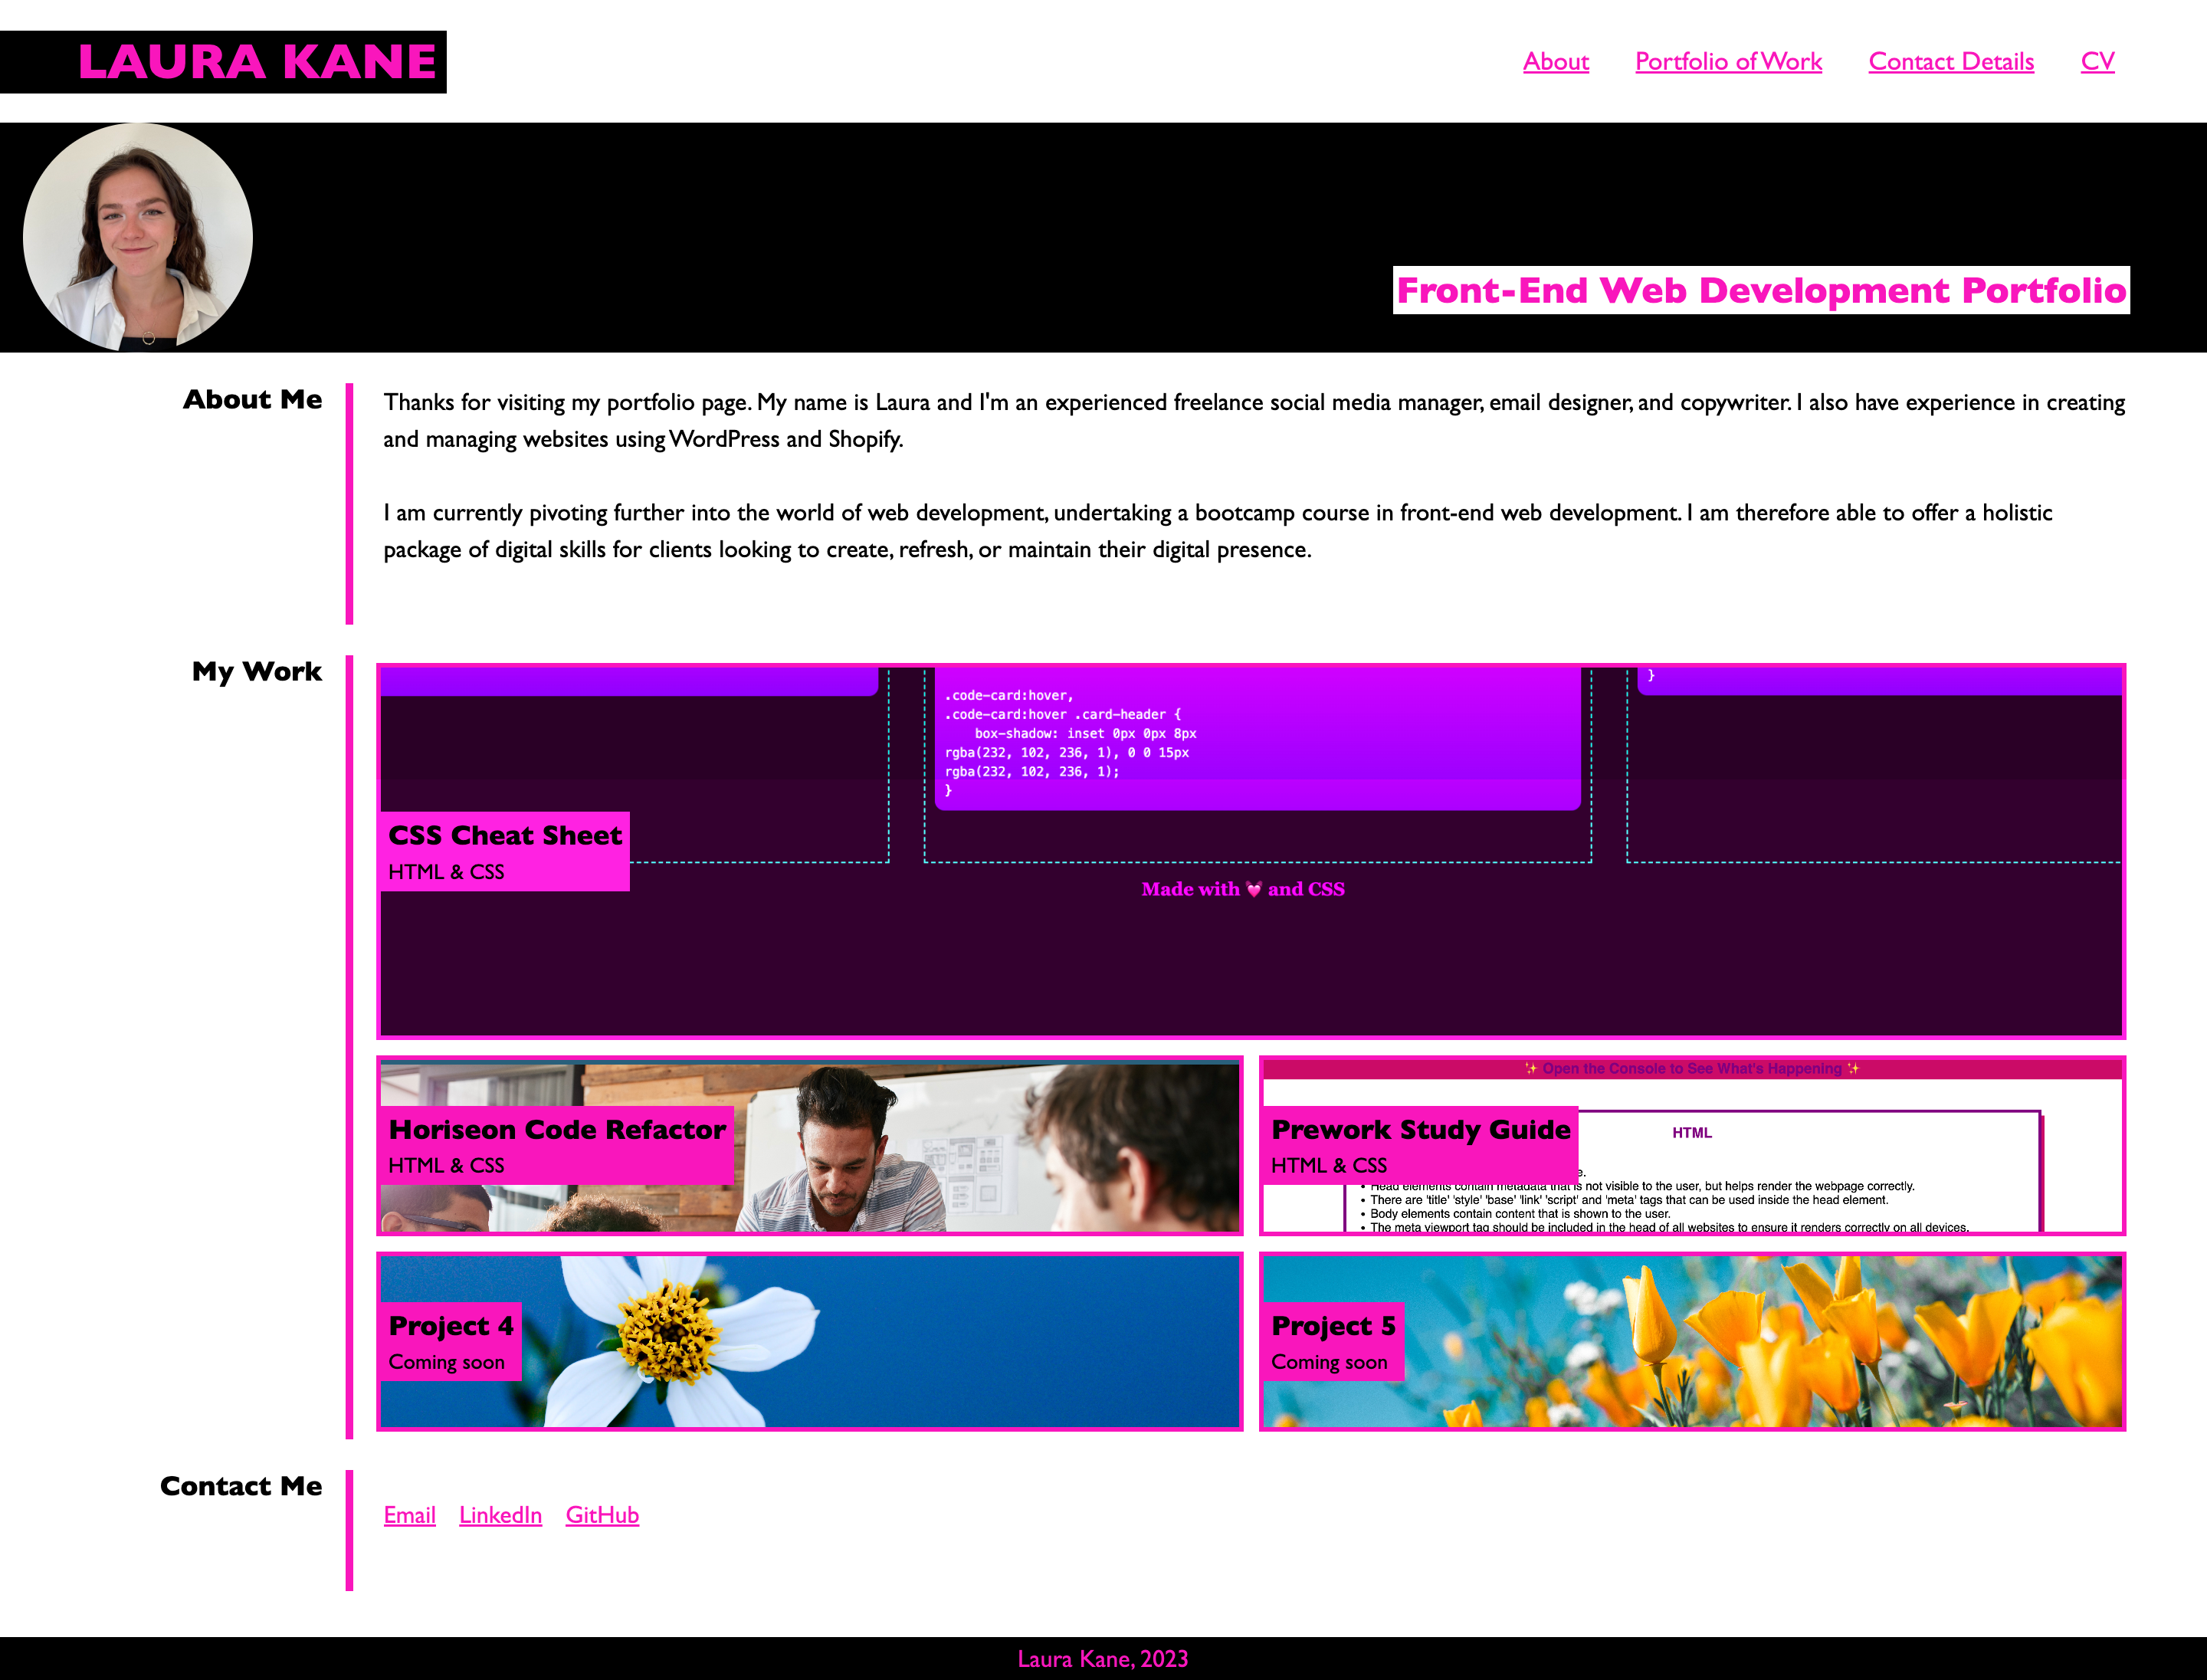 LAURA KANE
About
Portfolio of Work
Contact Details
CV
Front-End Web Development Portfolio
About Me
Thanks for visiting my portfolio page. My name is Laura and I'm an experienced freelance social media manager, email designer, and copywriter. I also have experience in creating
and managing websites using WordPress and Shopify.
I am currently pivoting further into the world of web development, undertaking a bootcamp course in front-end web development. I am therefore able to offer a holistic
package of digital skills for clients looking to create, refresh, or maintain their digital presence.
My Work
}
.code-card:hover,
.code-card:hover .card-header {
box-shadow: inset 0px 0px 8px
rgba(232, 102, 236, 1), 0 0 15px
rgba(232, 102, 236, 1);
}
CSS Cheat Sheet
HTML & CSS
Made with 💓 and CSS
Horiseon Code Refactor
HTML & CSS
✨ Open the Console to See What's Happening ✨
Prework Study Guide
HTML & CSS
HTML
e.
• Head elements contain metadata that is not visible to the user, but helps render the webpage correctly.
• There are 'title' 'style' 'base' 'link' 'script' and 'meta' tags that can be used inside the head element.
• Body elements contain content that is shown to the user.
• The meta viewport tag should be included in the head of all websites to ensure it renders correctly on all devices.
Project 4
Coming soon
Project 5
Coming soon
Contact Me
Email
LinkedIn
GitHub
Laura Kane, 2023